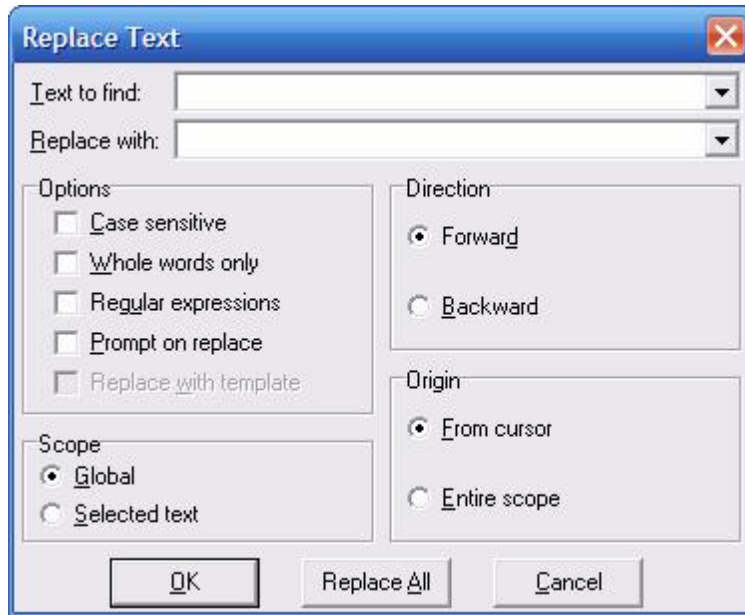 Replace Text
Text to find:
Replace with:
Options
Case sensitive
Whole words only
Regular expressions
Prompt on replace
Replace with template
Direction
Forward
Backward
Scope
Global
Selected text
Origin
From cursor
Entire scope
OK Replace All Cancel